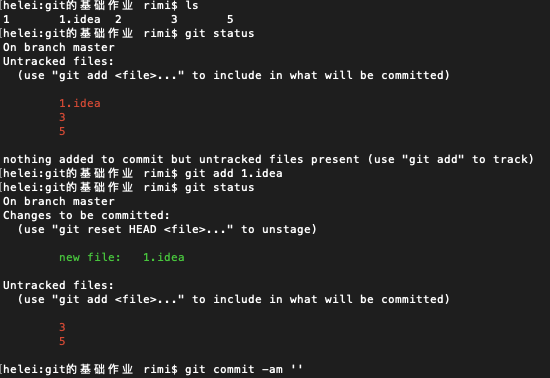 [helei:git的基础作业 rimi$ ls
1       1.idea  2       3       5
[helei:git的基础作业 rimi$ git status
On branch master
Untracked files:
  (use "git add <file>..." to include in what will be committed)
        1.idea
        3
        5
nothing added to commit but untracked files present (use "git add" to track)
[helei:git的基础作业 rimi$ git add 1.idea
[helei:git的基础作业 rimi$ git status
On branch master
Changes to be committed:
  (use "git reset HEAD <file>..." to unstage)
        new file:   1.idea
Untracked files:
  (use "git add <file>..." to include in what will be committed)
        3
        5
[helei:git的基础作业 rimi$ git commit -am ''